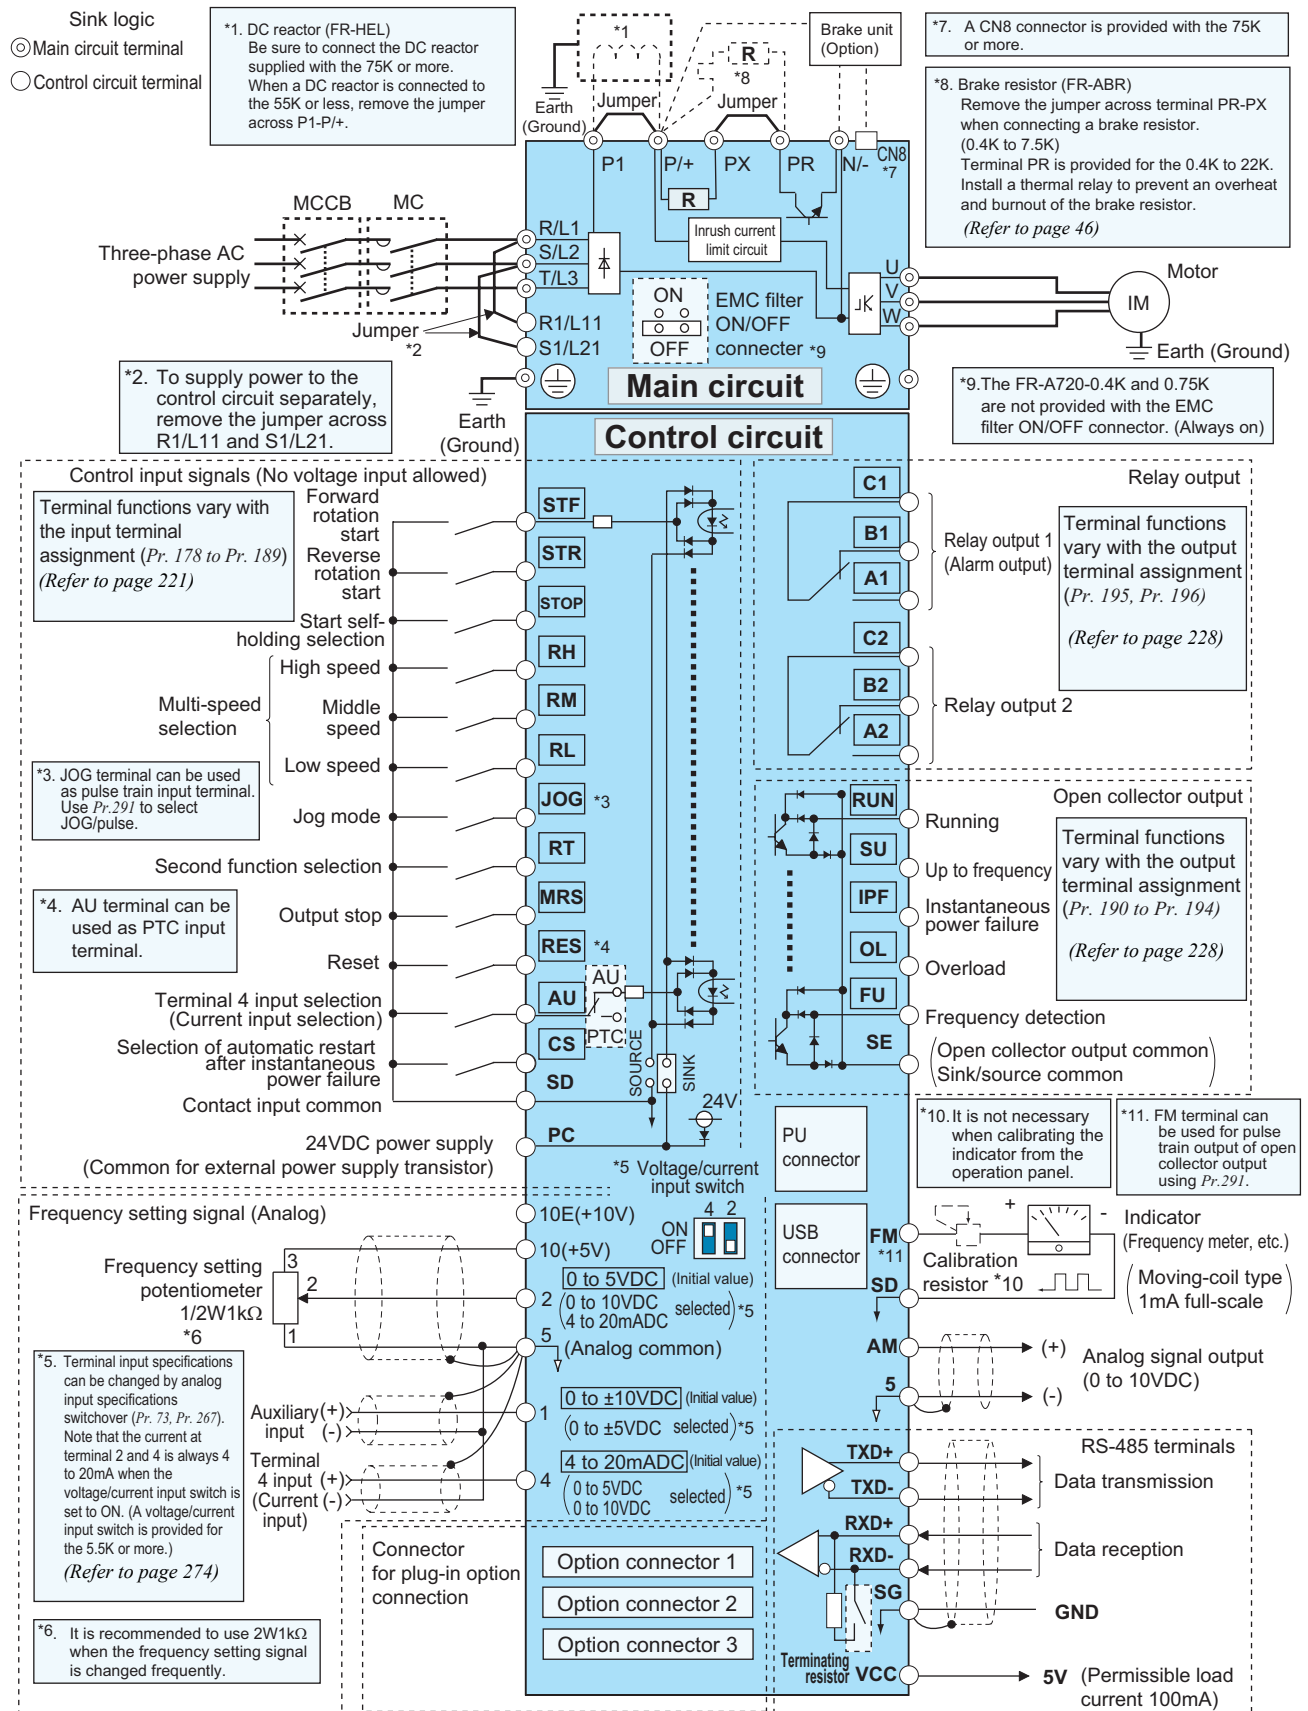 Sink logic
Main circuit terminal
Control circuit terminal
*1. DC reactor (FR-HEL)
Be sure to connect the DC reactor
supplied with the 75K or more.
When a DC reactor is connected to
the 55K or less, remove the jumper
across P1-P/+.
*1
Earth
(Ground)
Jumper
R
*8
Jumper
Brake unit
(Option)
*7. A CN8 connector is provided with the 75K
or more.
*8. Brake resistor (FR-ABR)
Remove the jumper across terminal PR-PX
when connecting a brake resistor.
(0.4K to 7.5K)
Terminal PR is provided for the 0.4K to 22K.
Install a thermal relay to prevent an overheat
and burnout of the brake resistor.
(Refer to page 46)
P1
P/+
PX
PR
N/-
CN8
*7
R
Inrush current
limit circuit
MCCB
MC
Three-phase AC
power supply
R/L1
S/L2
T/L3
R1/L11
S1/L21
Jumper
*2
ON
OFF
EMC filter
ON/OFF
connecter *9
U
V
W
Motor
IM
Earth (Ground)
Main circuit
*2. To supply power to the
control circuit separately,
remove the jumper across
R1/L11 and S1/L21.
Earth
(Ground)
*9.The FR-A720-0.4K and 0.75K
are not provided with the EMC
filter ON/OFF connector. (Always on)
Control circuit
Control input signals (No voltage input allowed)
Terminal functions vary with
the input terminal
assignment (Pr. 178 to Pr. 189)
(Refer to page 221)
Forward
rotation
start
STF
Reverse
rotation
start
STR
Start self-
holding selection
STOP
Multi-speed
selection
High speed
RH
Middle
speed
RM
Low speed
RL
*3. JOG terminal can be used
as pulse train input terminal.
Use Pr.291 to select
JOG/pulse.
Jog mode
JOG *3
Second function selection
RT
*4. AU terminal can be
used as PTC input
terminal.
Output stop
MRS
Reset
RES *4
Terminal 4 input selection
(Current input selection)
AU
AU
PTC
Selection of automatic restart
after instantaneous
power failure
CS
SD
Contact input common
SOURCE
SINK
24V
PC
24VDC power supply
(Common for external power supply transistor)
Relay output
C1
B1
A1
Relay output 1
(Alarm output)
C2
B2
A2
Relay output 2
Terminal functions
vary with the output
terminal assignment
(Pr. 195, Pr. 196)
(Refer to page 228)
Open collector output
RUN
Running
SU
Up to frequency
IPF
Instantaneous
power failure
OL
Overload
FU
Frequency detection
SE
Open collector output common
Sink/source common
Terminal functions
vary with the output
terminal assignment
(Pr. 190 to Pr. 194)
(Refer to page 228)
PU
connector
USB
connector
*10. It is not necessary
when calibrating the
indicator from the
operation panel.
*11. FM terminal can
be used for pulse
train output of open
collector output
using Pr.291.
*5 Voltage/current
input switch
4 2
ON
OFF
Frequency setting signal (Analog)
10E(+10V)
10(+5V)
Frequency setting
potentiometer
1/2W1kΩ
*6
3
2
1
2
0 to 5VDC (Initial value)
(0 to 10VDC
4 to 20mADC selected) *5
5
(Analog common)
*5. Terminal input specifications
can be changed by analog
input specifications
switchover (Pr. 73, Pr. 267).
Note that the current at
terminal 2 and 4 is always 4
to 20mA when the
voltage/current input switch is
set to ON. (A voltage/current
input switch is provided for
the 5.5K or more.)
(Refer to page 274)
Auxiliary (+)
input (-)
1
0 to ±10VDC (Initial value)
(0 to ±5VDC selected) *5
Terminal
4 input (+)
(Current (-)
input)
4
4 to 20mADC (Initial value)
(0 to 5VDC
0 to 10VDC selected) *5
*6. It is recommended to use 2W1kΩ
when the frequency setting signal
is changed frequently.
Connector
for plug-in option
connection
Option connector 1
Option connector 2
Option connector 3
FM
*11
SD
Calibration
resistor *10
+
-
Indicator
(Frequency meter, etc.)
(Moving-coil type
1mA full-scale)
AM
5
(+)
(-)
Analog signal output
(0 to 10VDC)
RS-485 terminals
TXD+
TXD-
Data transmission
RXD+
RXD-
Data reception
SG
GND
Terminating
resistor
VCC
5V (Permissible load
current 100mA)